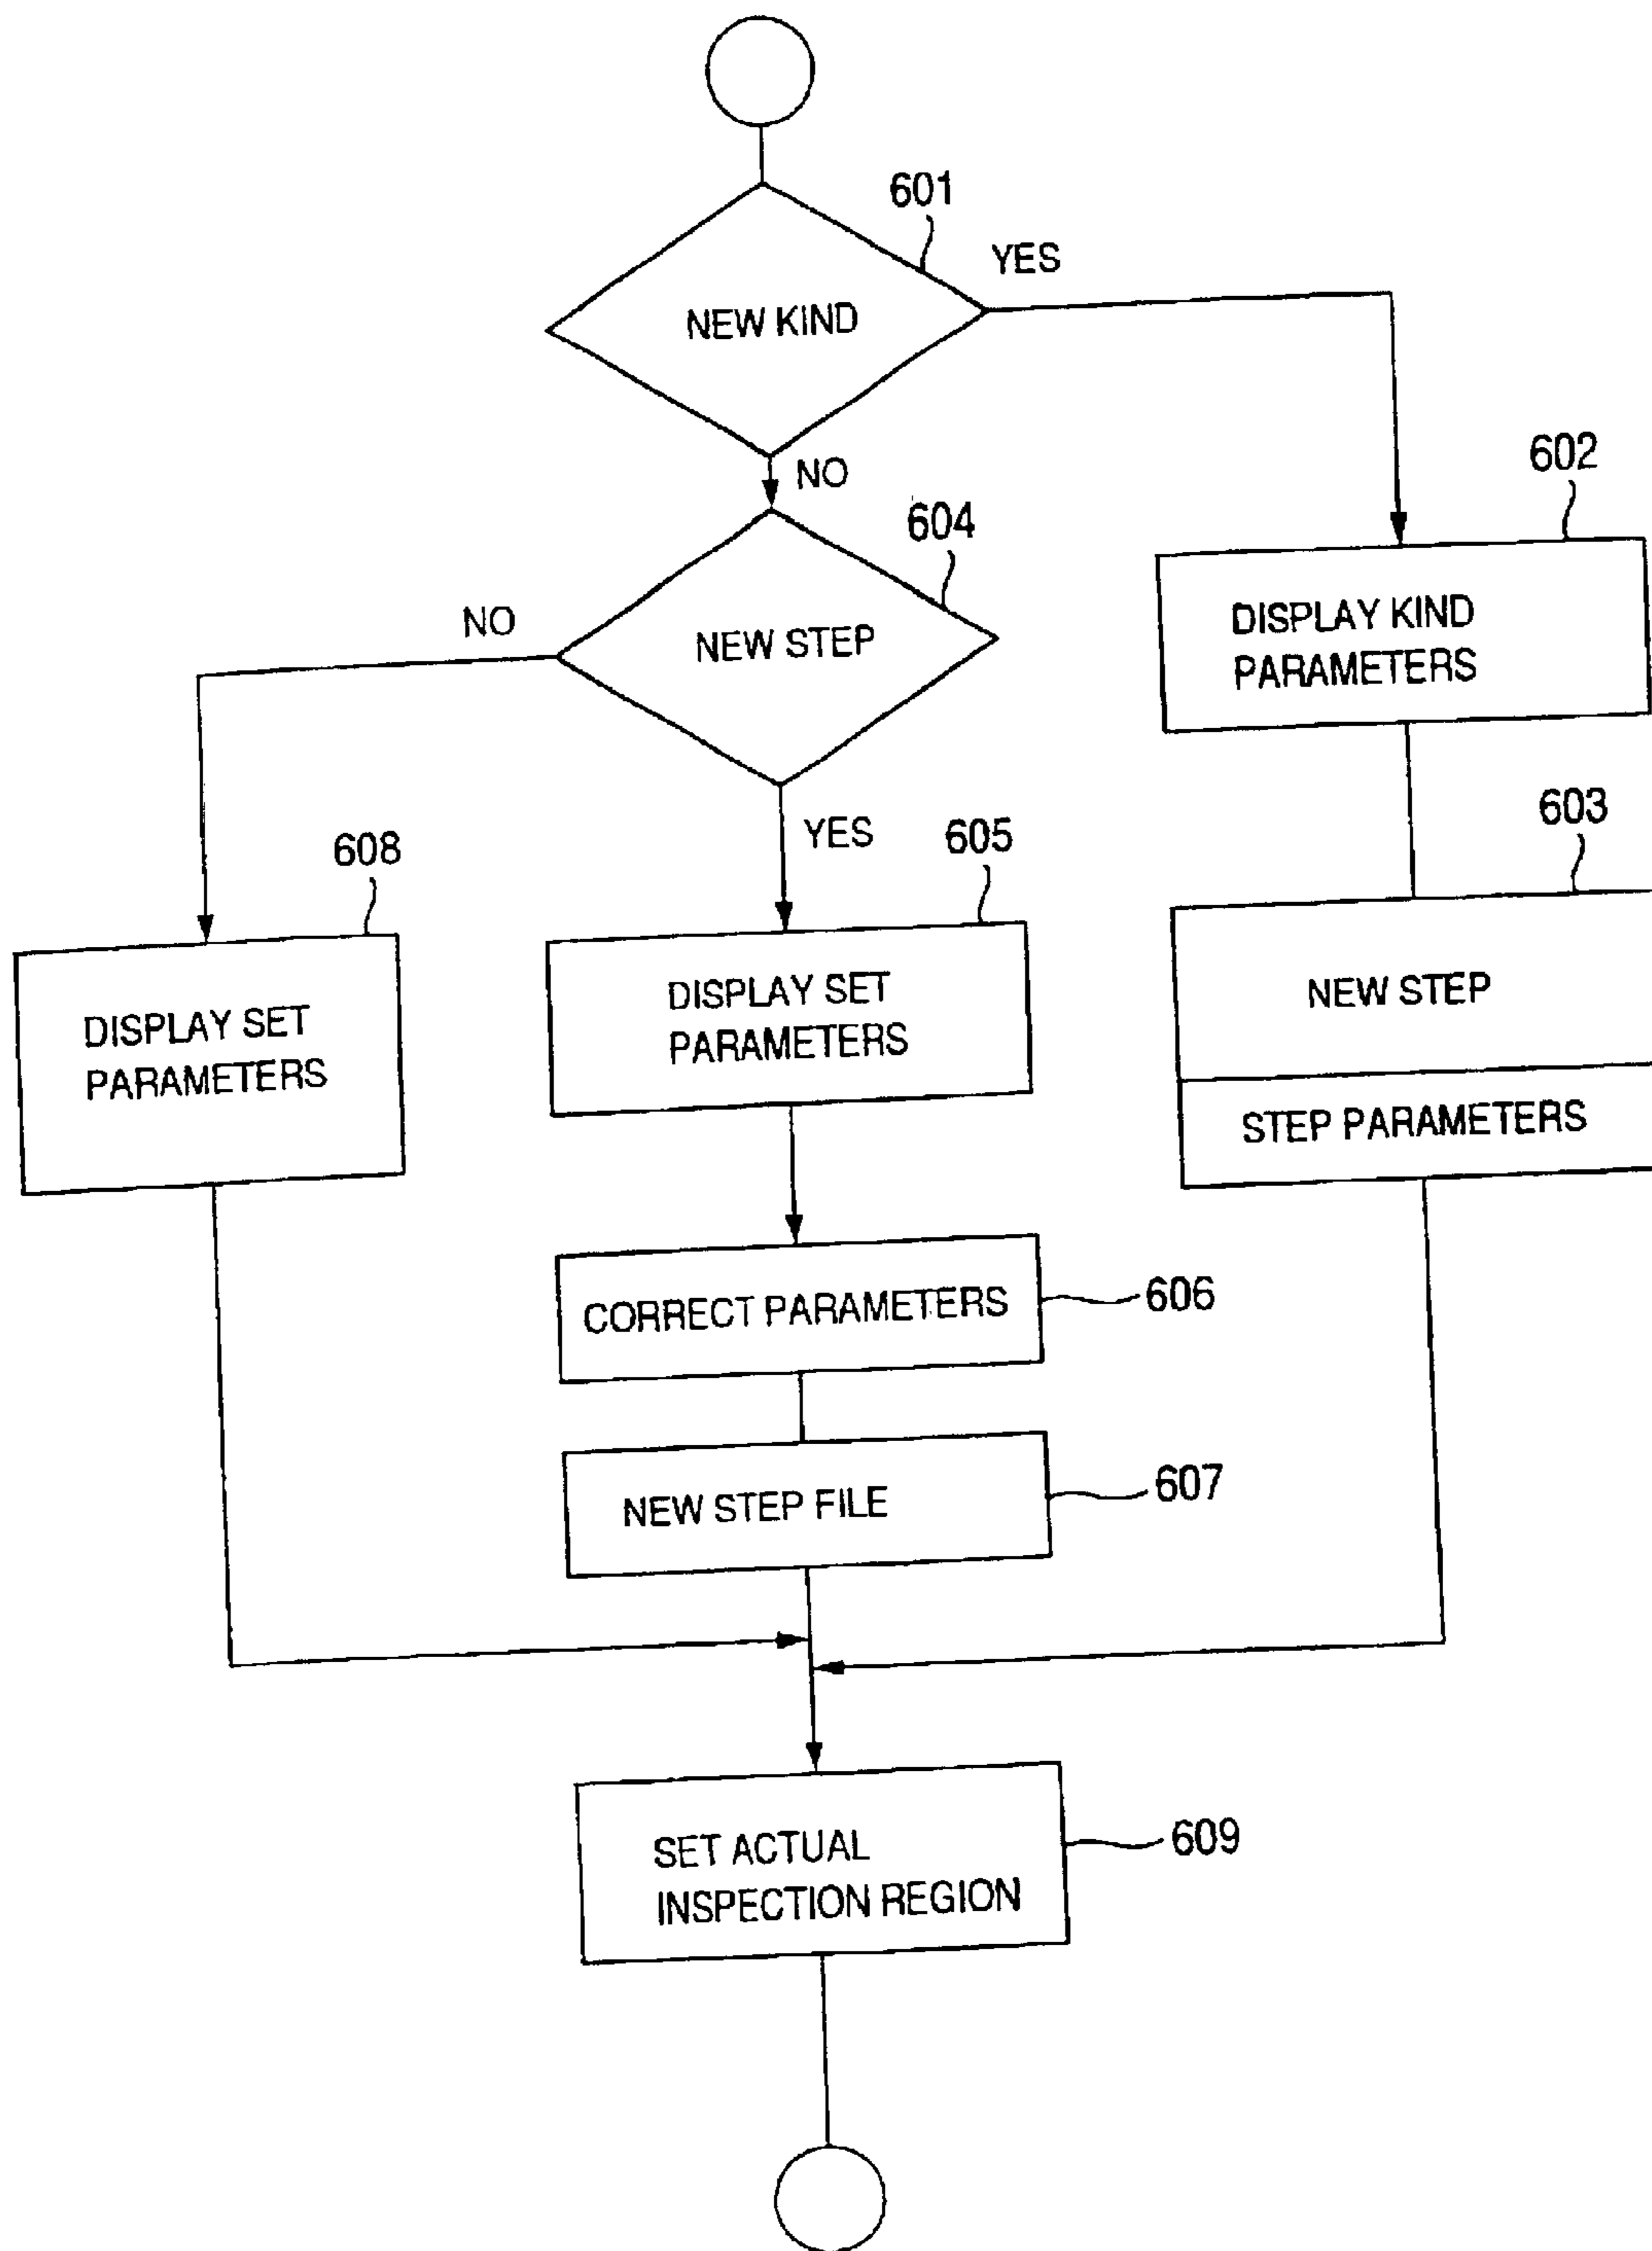 601
YES
NEW KIND
NO
602
604
DISPLAY KIND
PARAMETERS
NO
NEW STEP
603
YES
608
605
NEW STEP
DISPLAY SET
PARAMETERS
DISPLAY SET
PARAMETERS
STEP PARAMETERS
CORRECT PARAMETERS
606
NEW STEP FILE
607
SET ACTUAL
INSPECTION REGION
609